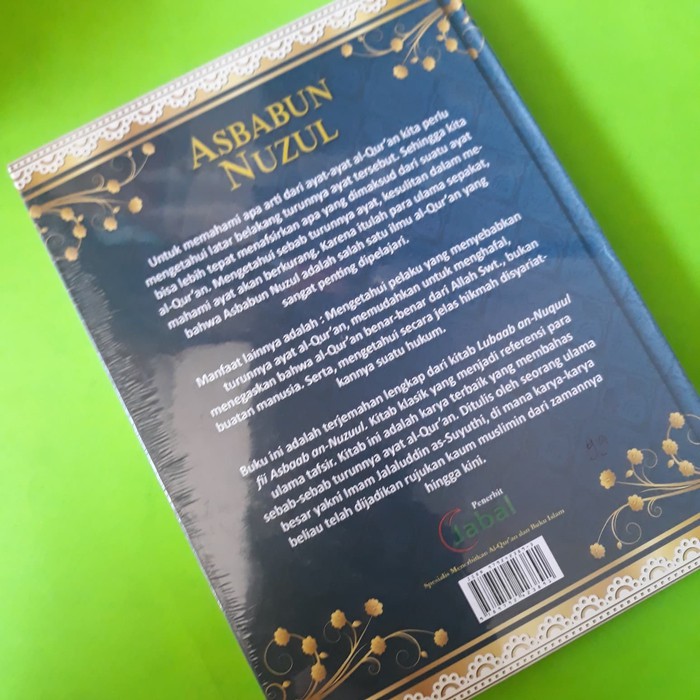 ASBABUN
NUZUL
Untuk memahami apa arti dari ayat-ayat al-Qur'an kita perlu
mengetahui latar belakang turunnya ayat tersebut. Sehingga kita
bisa lebih tepat menafsirkan apa yang dimaksud dari suatu ayat
al-Qur'an. Mengetahui sebab turunnya ayat, kesulitan dalam me-
mahami ayat akan berkurang. Karena itulah para ulama sepakat,
bahwa Asbabun Nuzul adalah salah satu ilmu al-Qur'an yang
sangat penting dipelajari.
Manfaat lainnya adalah : Mengetahui pelaku yang menyebabkan
turunnya ayat al-Qur'an, memudahkan untuk menghafal,
menegaskan bahwa al-Qur'an benar-benar dari Allah Swt., bukan
buatan manusia. Serta, mengetahui secara jelas hikmah disyariat-
kannya suatu hukum.
Buku ini adalah terjemahan lengkap dari kitab Lubaab an-Nuquul
fii Asbaab an-Nuzuul. Kitab klasik yang menjadi referensi para
ulama tafsir. Kitab ini adalah karya terbaik yang membahas
sebab-sebab turunnya ayat al-Qur'an. Ditulis oleh seorang ulama
besar yakni Imam Jalaluddin as-Suyuthi, di mana karya-karya
beliau telah dijadikan rujukan kaum muslimin dari zamannya
hingga kini.
Penerbit
Jabal
Spesialis Menerbitkan Al-Qur'an dan Buku Islam